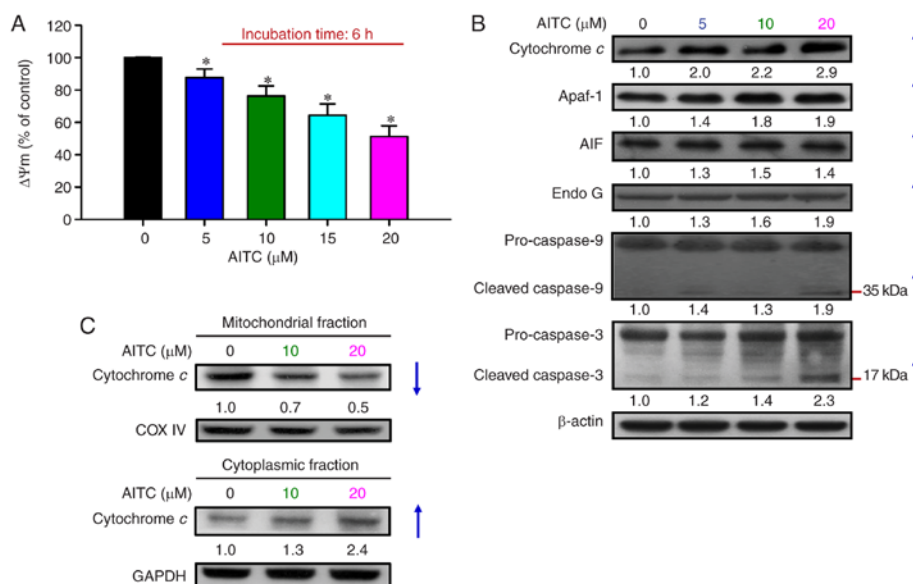 A
Incubation time: 6 h
ΔΨm (% of control)
120
100
80
60
40
20
0
*
*
*
*
0 5 10 15 20
AITC (μM)
B
AITC (μM) 0 5 10 20
Cytochrome c
1.0 2.0 2.2 2.9
Apaf-1
1.0 1.4 1.8 1.9
AIF
1.0 1.3 1.5 1.4
Endo G
1.0 1.3 1.6 1.9
Pro-caspase-9
Cleaved caspase-9
35 kDa
1.0 1.4 1.3 1.9
Pro-caspase-3
Cleaved caspase-3
17 kDa
1.0 1.2 1.4 2.3
β-actin
C
Mitochondrial fraction
AITC (μM) 0 10 20
Cytochrome c
1.0 0.7 0.5
COX IV
Cytoplasmic fraction
AITC (μM) 0 10 20
Cytochrome c
1.0 1.3 2.4
GAPDH